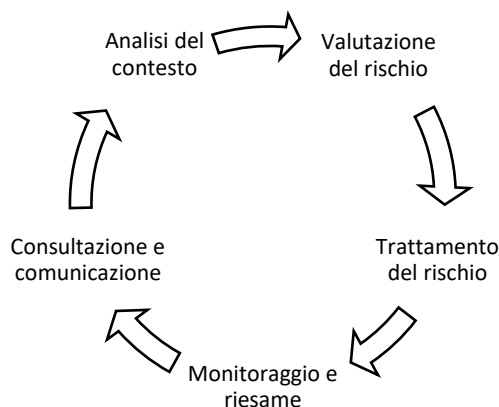 Analisi del
contesto
Valutazione
del rischio
Trattamento
del rischio
Monitoraggio e
riesame
Consultazione e
comunicazione